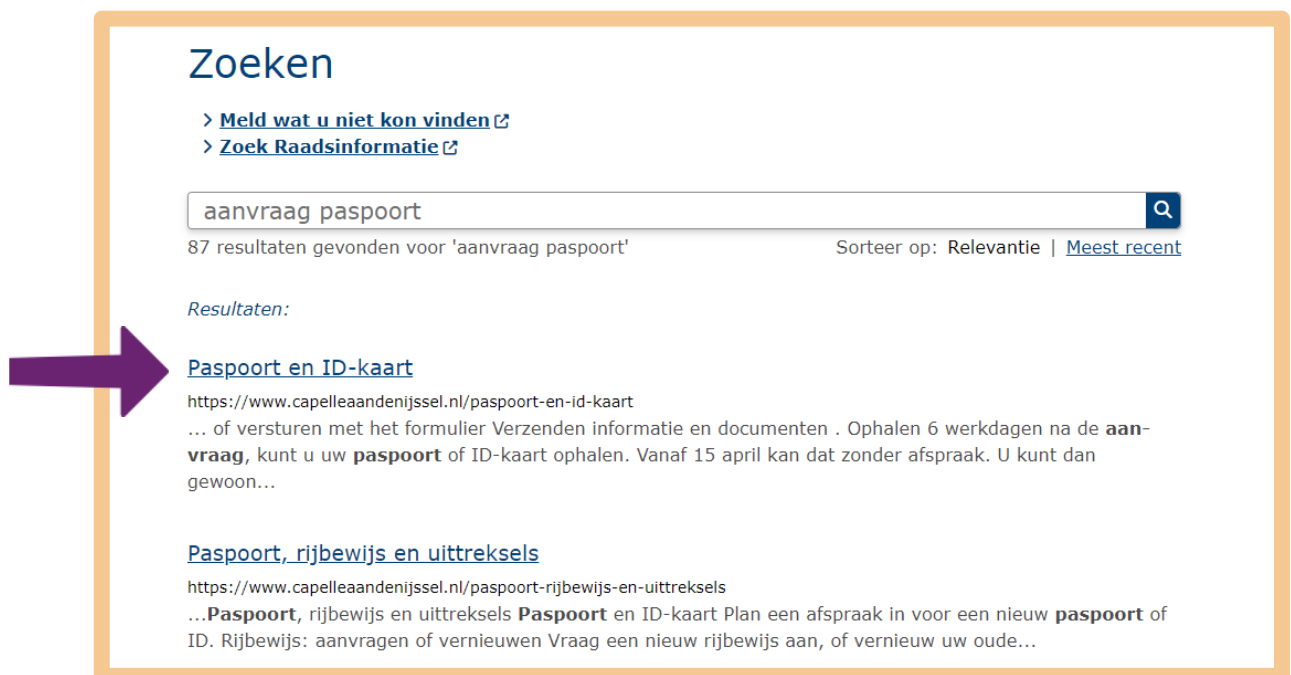 Zoeken
> Meld wat u niet kon vinden
> Zoek Raadsinformatie
aanvraag paspoort
87 resultaten gevonden voor 'aanvraag paspoort' Sorteer op: Relevantie | Meest recent
Resultaten:
Paspoort en ID-kaart
https://www.capelleaandenijssel.nl/paspoort-en-id-kaart
... of versturen met het formulier Verzenden informatie en documenten . Ophalen 6 werkdagen na de aan-
vraag, kunt u uw paspoort of ID-kaart ophalen. Vanaf 15 april kan dat zonder afspraak. U kunt dan
gewoon...
Paspoort, rijbewijs en uittreksels
https://www.capelleaandenijssel.nl/paspoort-rijbewijs-en-uittreksels
...Paspoort, rijbewijs en uittreksels Paspoort en ID-kaart Plan een afspraak in voor een nieuw paspoort of
ID. Rijbewijs: aanvragen of vernieuwen Vraag een nieuw rijbewijs aan, of vernieuw uw oude...